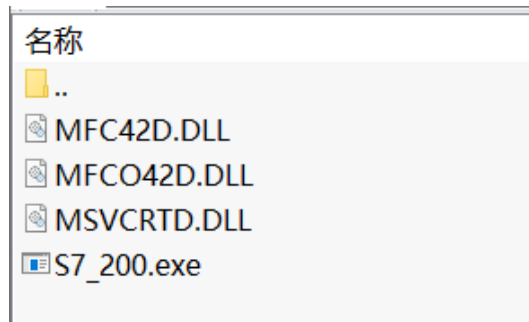 名称
..
MFC42D.DLL
MFCO42D.DLL
MSVCRTD.DLL
S7_200.exe